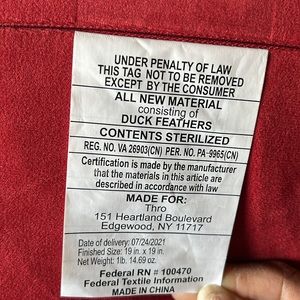 UNDER PENALTY OF LAW
THIS TAG NOT TO BE REMOVED
EXCEPT BY THE CONSUMER
ALL NEW MATERIAL
consisting of
DUCK FEATHERS
CONTENTS STERILIZED
REG. NO. VA 26903(CN) PER. NO. PA-9965(CN)
Certification is made by the manufacturer
that the materials in this article are
described in accordance with law
MADE FOR:
Thro
151 Heartland Boulevard
Edgewood, NY 11717
Date of delivery: 07/24/2021
Finished Size: 19 in. x 19 in.
Net Weight: 1lb. 14.69 oz.
Federal RN # 100470
Federal Textile Information
MADE IN CHINA